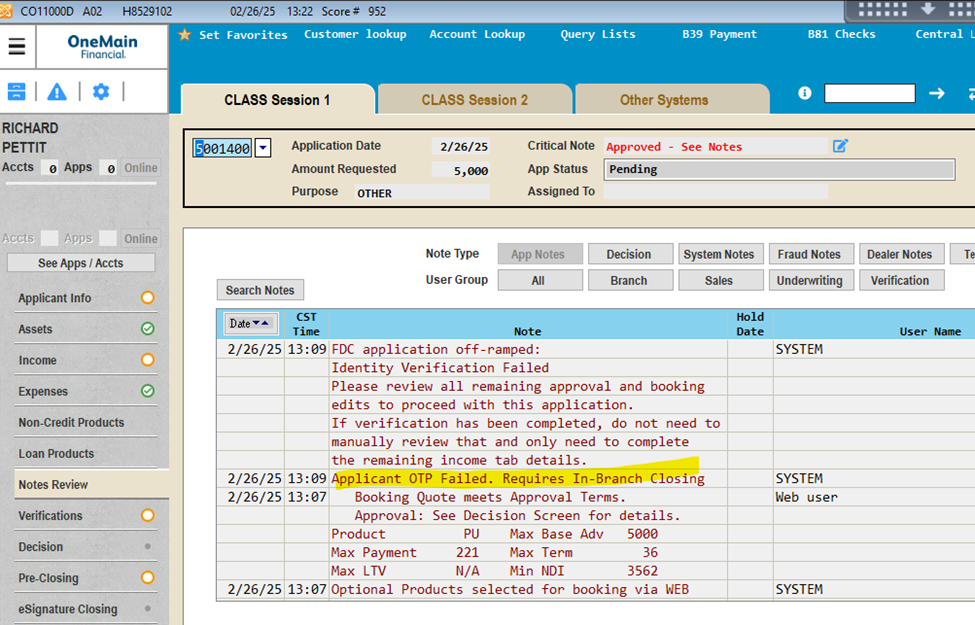 CO11000D A02 H8529102 02/26/25 13:22 Score # 952
OneMain
Financial.
Set Favorites Customer lookup Account Lookup Query Lists B39 Payment B81 Checks Central
CLASS Session 1 CLASS Session 2 Other Systems
RICHARD
PETTIT
Accts 0 Apps 0 Online
Accts Apps Online
See Apps / Accts
Applicant Info
Assets
Income
Expenses
Non-Credit Products
Loan Products
Notes Review
Verifications
Decision
Pre-Closing
eSignature Closing
5001400
Application Date 2/26/25 Critical Note Approved - See Notes
Amount Requested 5,000 App Status Pending
Purpose OTHER Assigned To
Note Type App Notes Decision System Notes Fraud Notes Dealer Notes
User Group All Branch Sales Underwriting Verification
Search Notes
Date CST Time Note Hold Date User Name
2/26/25 13:09 FDC application off-ramped: SYSTEM
Identity Verification Failed
Please review all remaining approval and booking
edits to proceed with this application.
If verification has been completed, do not need to
manually review that and only need to complete
the remaining income tab details.
2/26/25 13:09 Applicant OTP Failed. Requires In-Branch Closing SYSTEM
2/26/25 13:07 Booking Quote meets Approval Terms. Web user
Approval: See Decision Screen for details.
Product PU Max Base Adv 5000
Max Payment 221 Max Term 36
Max LTV N/A Min NDI 3562
2/26/25 13:07 Optional Products selected for booking via WEB SYSTEM